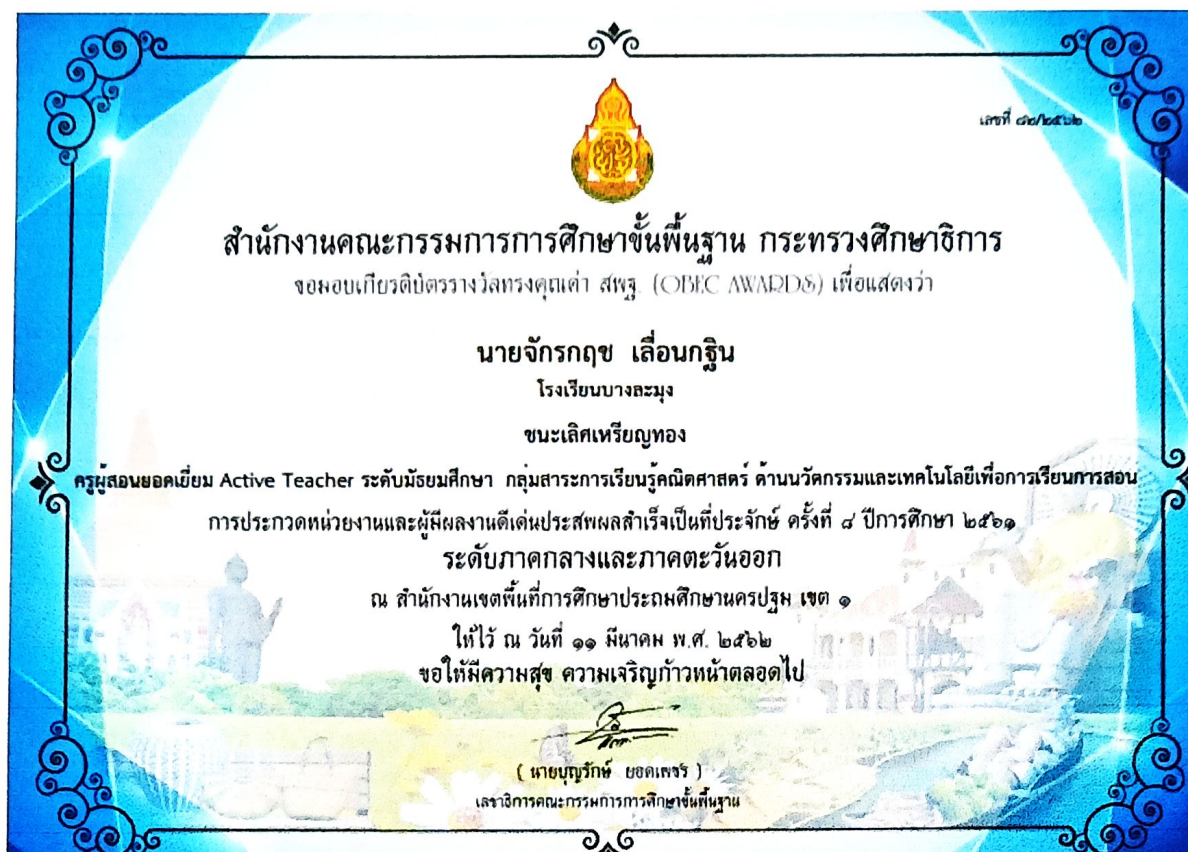 เลขที่ ๘๒/๒๕๖๒
สำนักงานคณะกรรมการการศึกษาขั้นพื้นฐาน กระทรวงศึกษาธิการ
ขอมอบเกียรติบัตรรางวัลทรงคุณค่า สพฐ. (OBEC AWARDS) เพื่อแสดงว่า
นายจักรกฤช เลื่อนกฐิน
โรงเรียนบางละมุง
ชนะเลิศเหรียญทอง
ครูผู้สอนยอดเยี่ยม Active Teacher ระดับมัธยมศึกษา กลุ่มสาระการเรียนรู้คณิตศาสตร์ ด้านนวัตกรรมและเทคโนโลยีเพื่อการเรียนการสอน
การประกวดหน่วยงานและผู้มีผลงานดีเด่นประสพผลสำเร็จเป็นที่ประจักษ์ ครั้งที่ ๘ ปีการศึกษา ๒๕๖๑
ระดับภาคกลางและภาคตะวันออก
ณ สำนักงานเขตพื้นที่การศึกษาประถมศึกษานครปฐม เขต ๑
ให้ไว้ ณ วันที่ ๑๑ มีนาคม พ.ศ. ๒๕๖๒
ขอให้มีความสุข ความเจริญก้าวหน้าตลอดไป
( นายบุญรักษ์ ยอดเพชร )
เลขาธิการคณะกรรมการการศึกษาขั้นพื้นฐาน